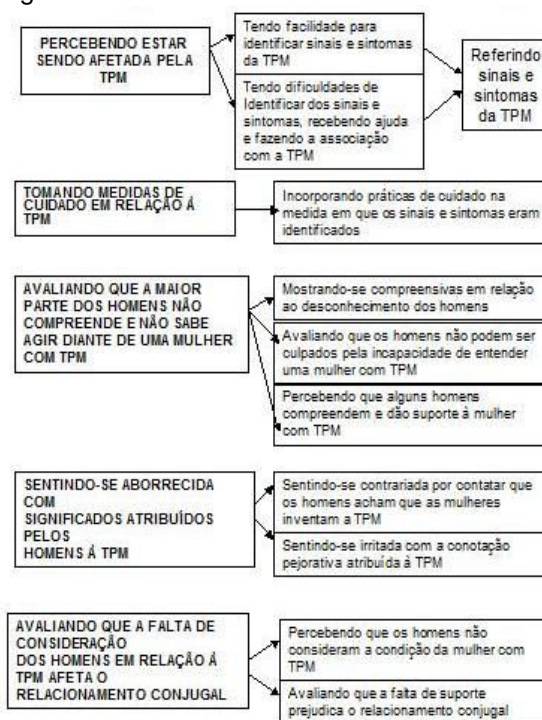 PERCEBENDO ESTAR
SENDO AFETADA PELA
TPM
Tendo facilidade para
identificar sinais e sintomas
da TPM
Tendo dificuldades de
Identificar dos sinais e
sintomas, recebendo ajuda
e fazendo a associação
com a TPM
Referindo
sinais e
sintomas
da TPM
TOMANDO MEDIDAS DE
CUIDADO EM RELAÇÃO Á
TPM
Incorporando práticas de cuidado na
medida em que os sinais e sintomas eram
identificados
AVALIANDO QUE A MAIOR
PARTE DOS HOMENS NÃO
COMPREENDE E NÃO SABE
AGIR DIANTE DE UMA MULHER
COM TPM
Mostrando-se compreensivas em relação
ao desconhecimento dos homens
Avaliando que os homens não podem ser
culpados pela incapacidade de entender
uma mulher com TPM
Percebendo que alguns homens
compreendem e dão suporte à mulher
com TPM
SENTINDO-SE ABORRECIDA
COM
SIGNIFICADOS ATRIBUÍDOS
PELOS
HOMENS Á TPM
Sentindo-se contrariada por contatar que
os homens acham que as mulheres
inventam a TPM
Sentindo-se irritada com a conotação
pejorativa atribuída à TPM
AVALIANDO QUE A FALTA DE
CONSIDERAÇÃO
DOS HOMENS EM RELAÇÃO Á
TPM AFETA O
RELACIONAMENTO CONJUGAL
Percebendo que os homens não
consideram a condição da mulher com
TPM
Avaliando que a falta de suporte
prejudica o relacionamento conjugal